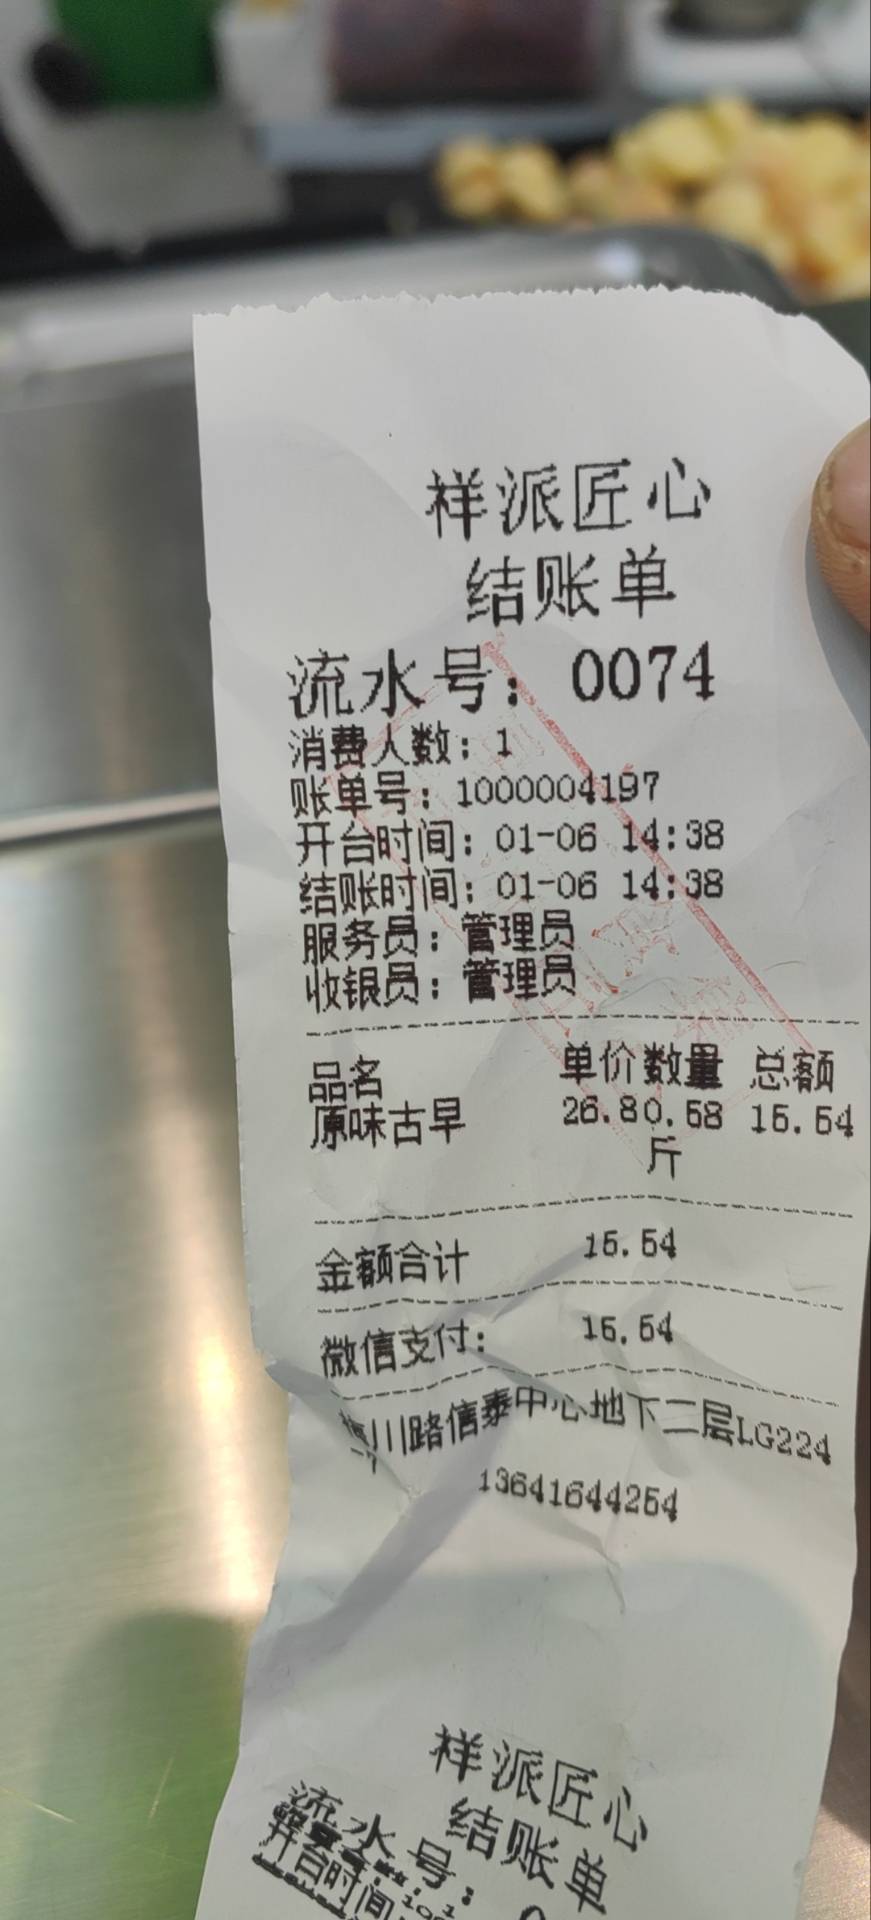 祥派匠心
结账单
流水号: 0074
消费人数: 1
账单号: 1000004197
开台时间: 01-06 14:38
结账时间: 01-06 14:38
服务员: 管理员
收银员: 管理员
品名 单价数量 总额
原味古早 26.80.58 15.54
斤
金额合计 15.54
微信支付: 15.54
川路信泰中心地下二层LG224
13641644254
祥派匠心
结账单
流水号:
开台时间: